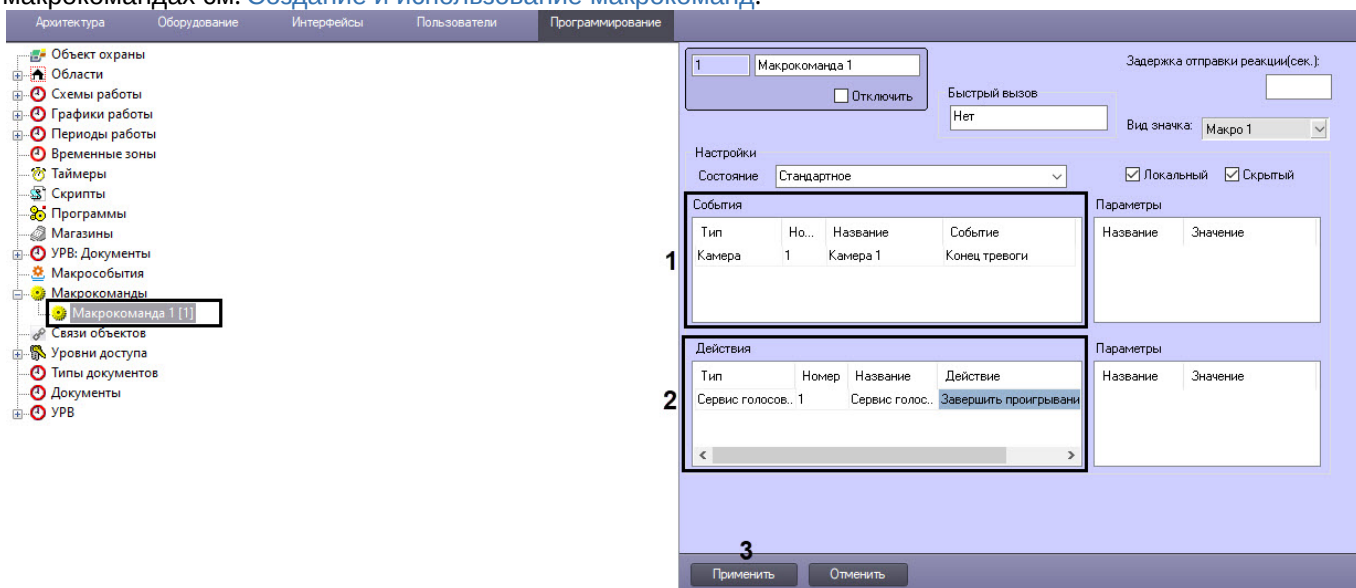 макрокомандах см. Создание и использование макрокоманд.
Архитектура Оборудование Интерфейсы Пользователи Программирование
Объект охраны
Области
Схемы работы
Графики работы
Периоды работы
Временные зоны
Таймеры
Скрипты
Программы
Магазины
УРВ: Документы
Макрособытия
Макрокоманды
Макрокоманда 1 [1]
Связи объектов
Уровни доступа
Типы документов
Документы
УРВ
1 Макрокоманда 1
Отключить
Быстрый вызов
Нет
Задержка отправки реакции(сек.):
Вид значка: Макро 1
Настройки
Состояние Стандартное
Локальный Скрытый
События
Тип Но... Название Событие
Камера 1 Камера 1 Конец тревоги
1
Параметры
Название Значение
Действия
Тип Номер Название Действие
Сервис голосов.. 1 Сервис голос.. Завершить проигрывани
2
Параметры
Название Значение
3
Применить Отменить